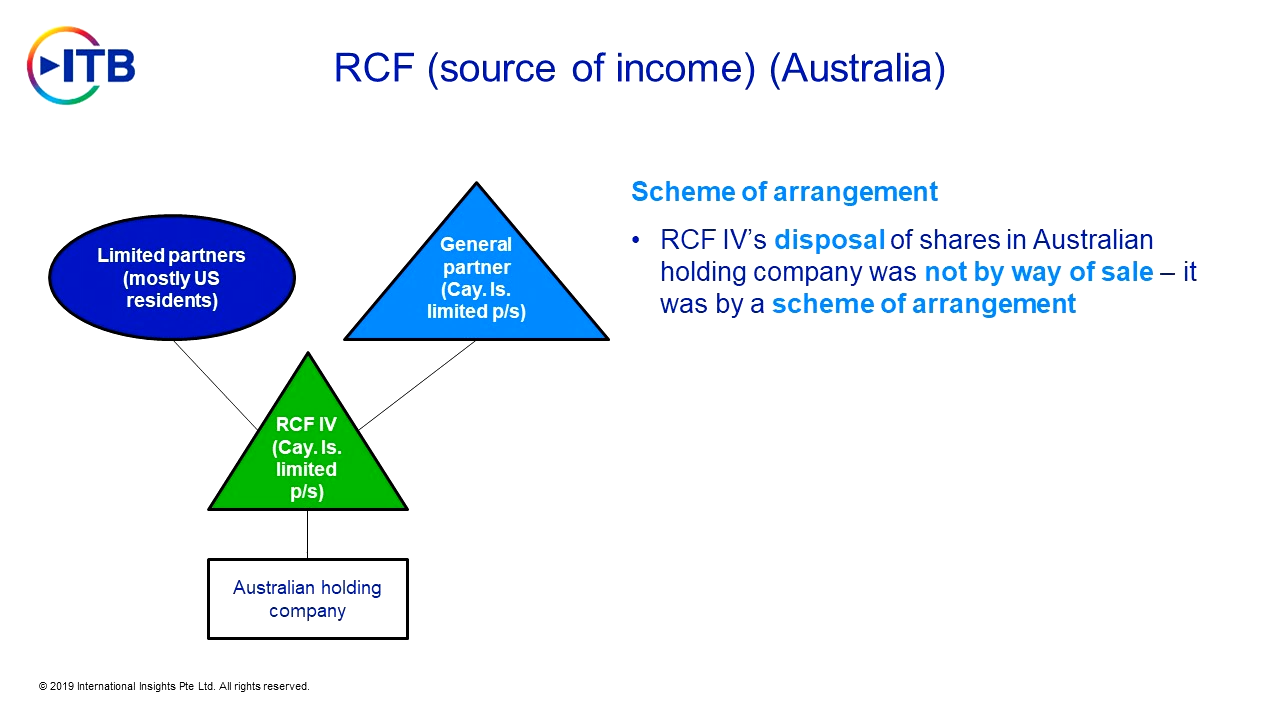 ITB
RCF (source of income) (Australia)
Limited partners
(mostly US
residents)
General
partner
(Cay. Is.
limited p/s)
RCF IV
(Cay. Is.
limited
p/s)
Australian holding
company
Scheme of arrangement
• RCF IV’s disposal of shares in Australian
holding company was not by way of sale – it
was by a scheme of arrangement
© 2019 International Insights Pte Ltd. All rights reserved.